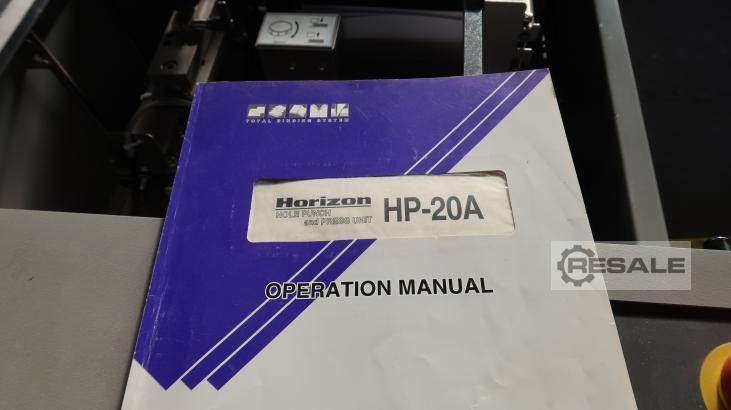 TOTAL BINDING SYSTEM
Horizon
HOLE PUNCH
and PRESS UNIT
HP-20A
OPERATION MANUAL
RESALE